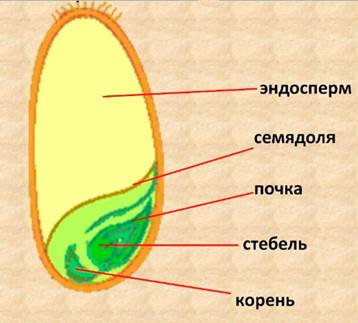 эндосперм
семядоля
почка
стебель
корень